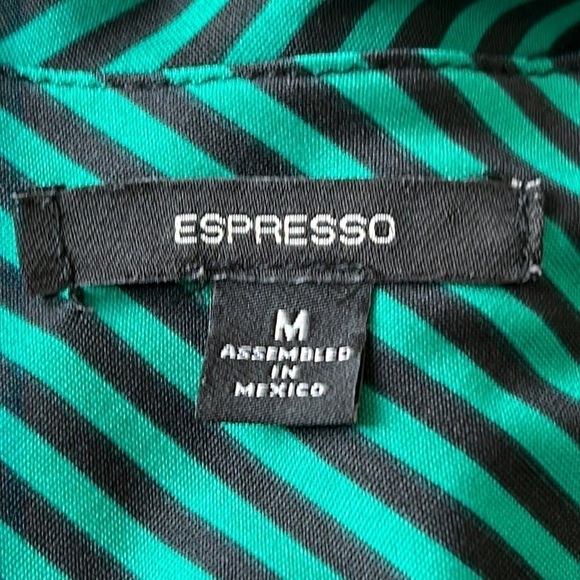 ESPRESSO
M
ASSEMBLED
IN
MEXICO